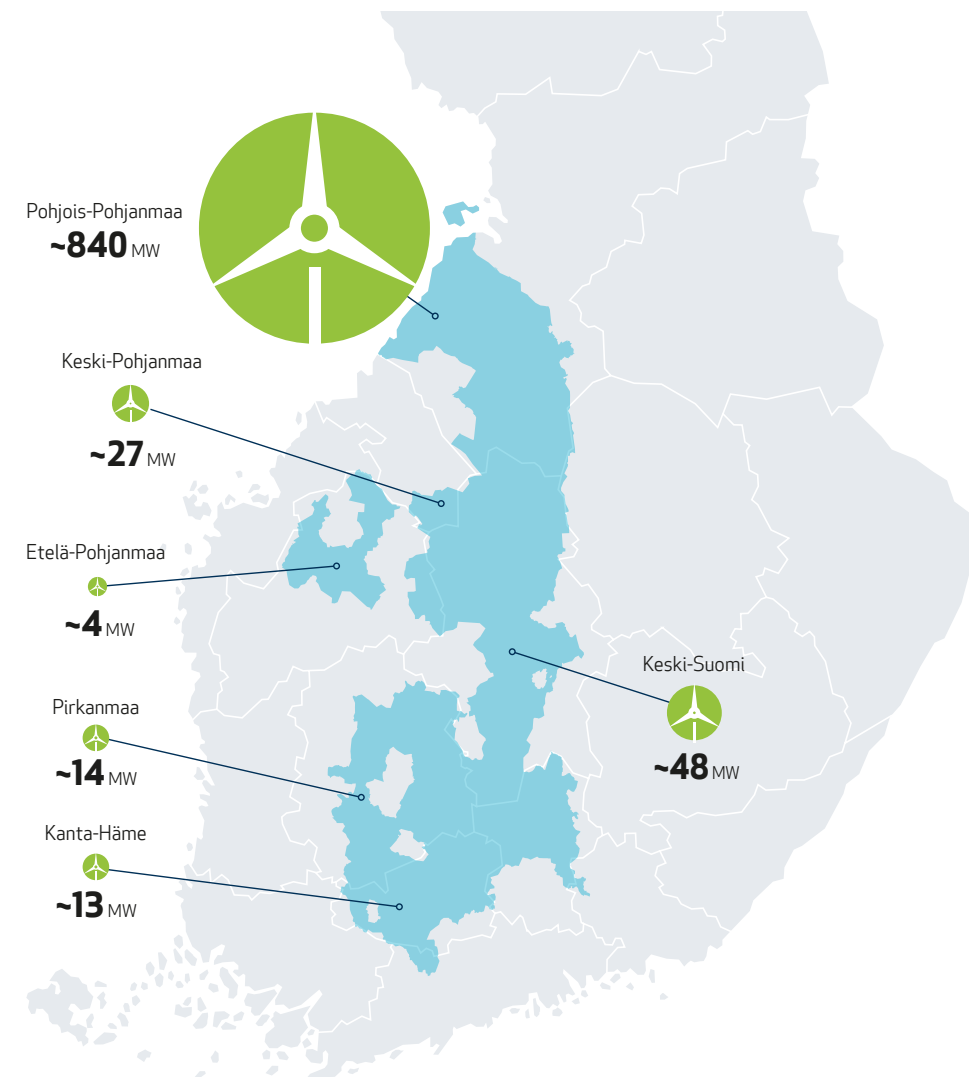 Pohjois-Pohjanmaa
~840 MW
Keski-Pohjanmaa
~27 MW
Etelä-Pohjanmaa
~4 MW
Keski-Suomi
~48 MW
Pirkanmaa
~14 MW
Kanta-Häme
~13 MW